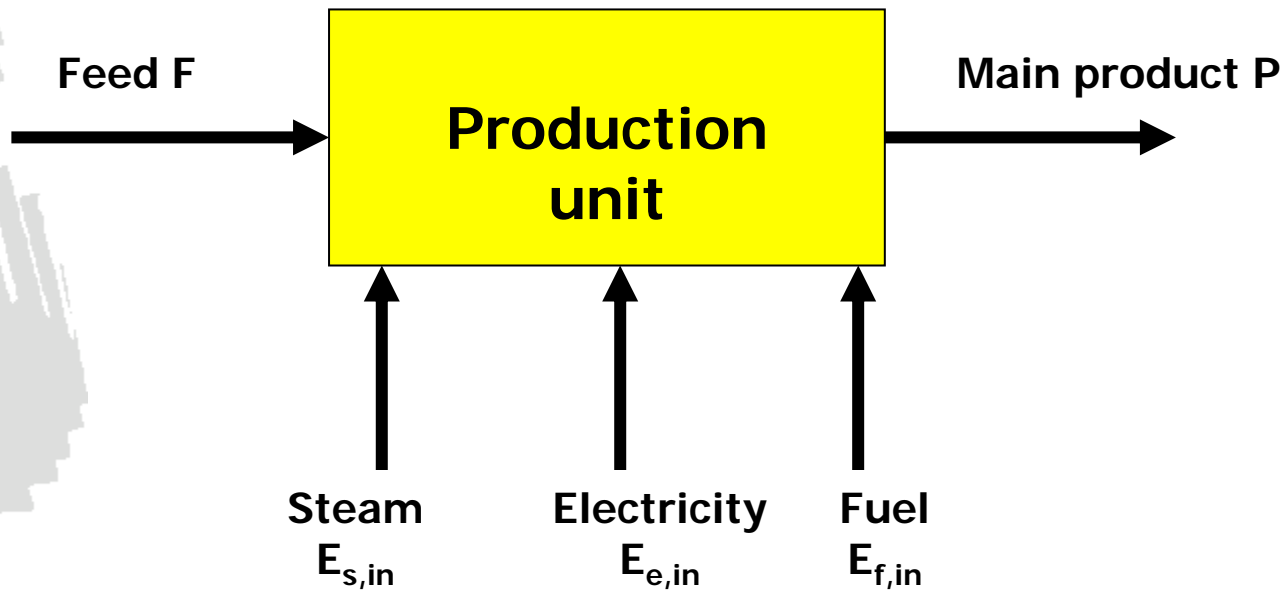 Feed F
Main product P
Production
unit
Steam
E_s,in
Electricity
E_e,in
Fuel
E_f,in